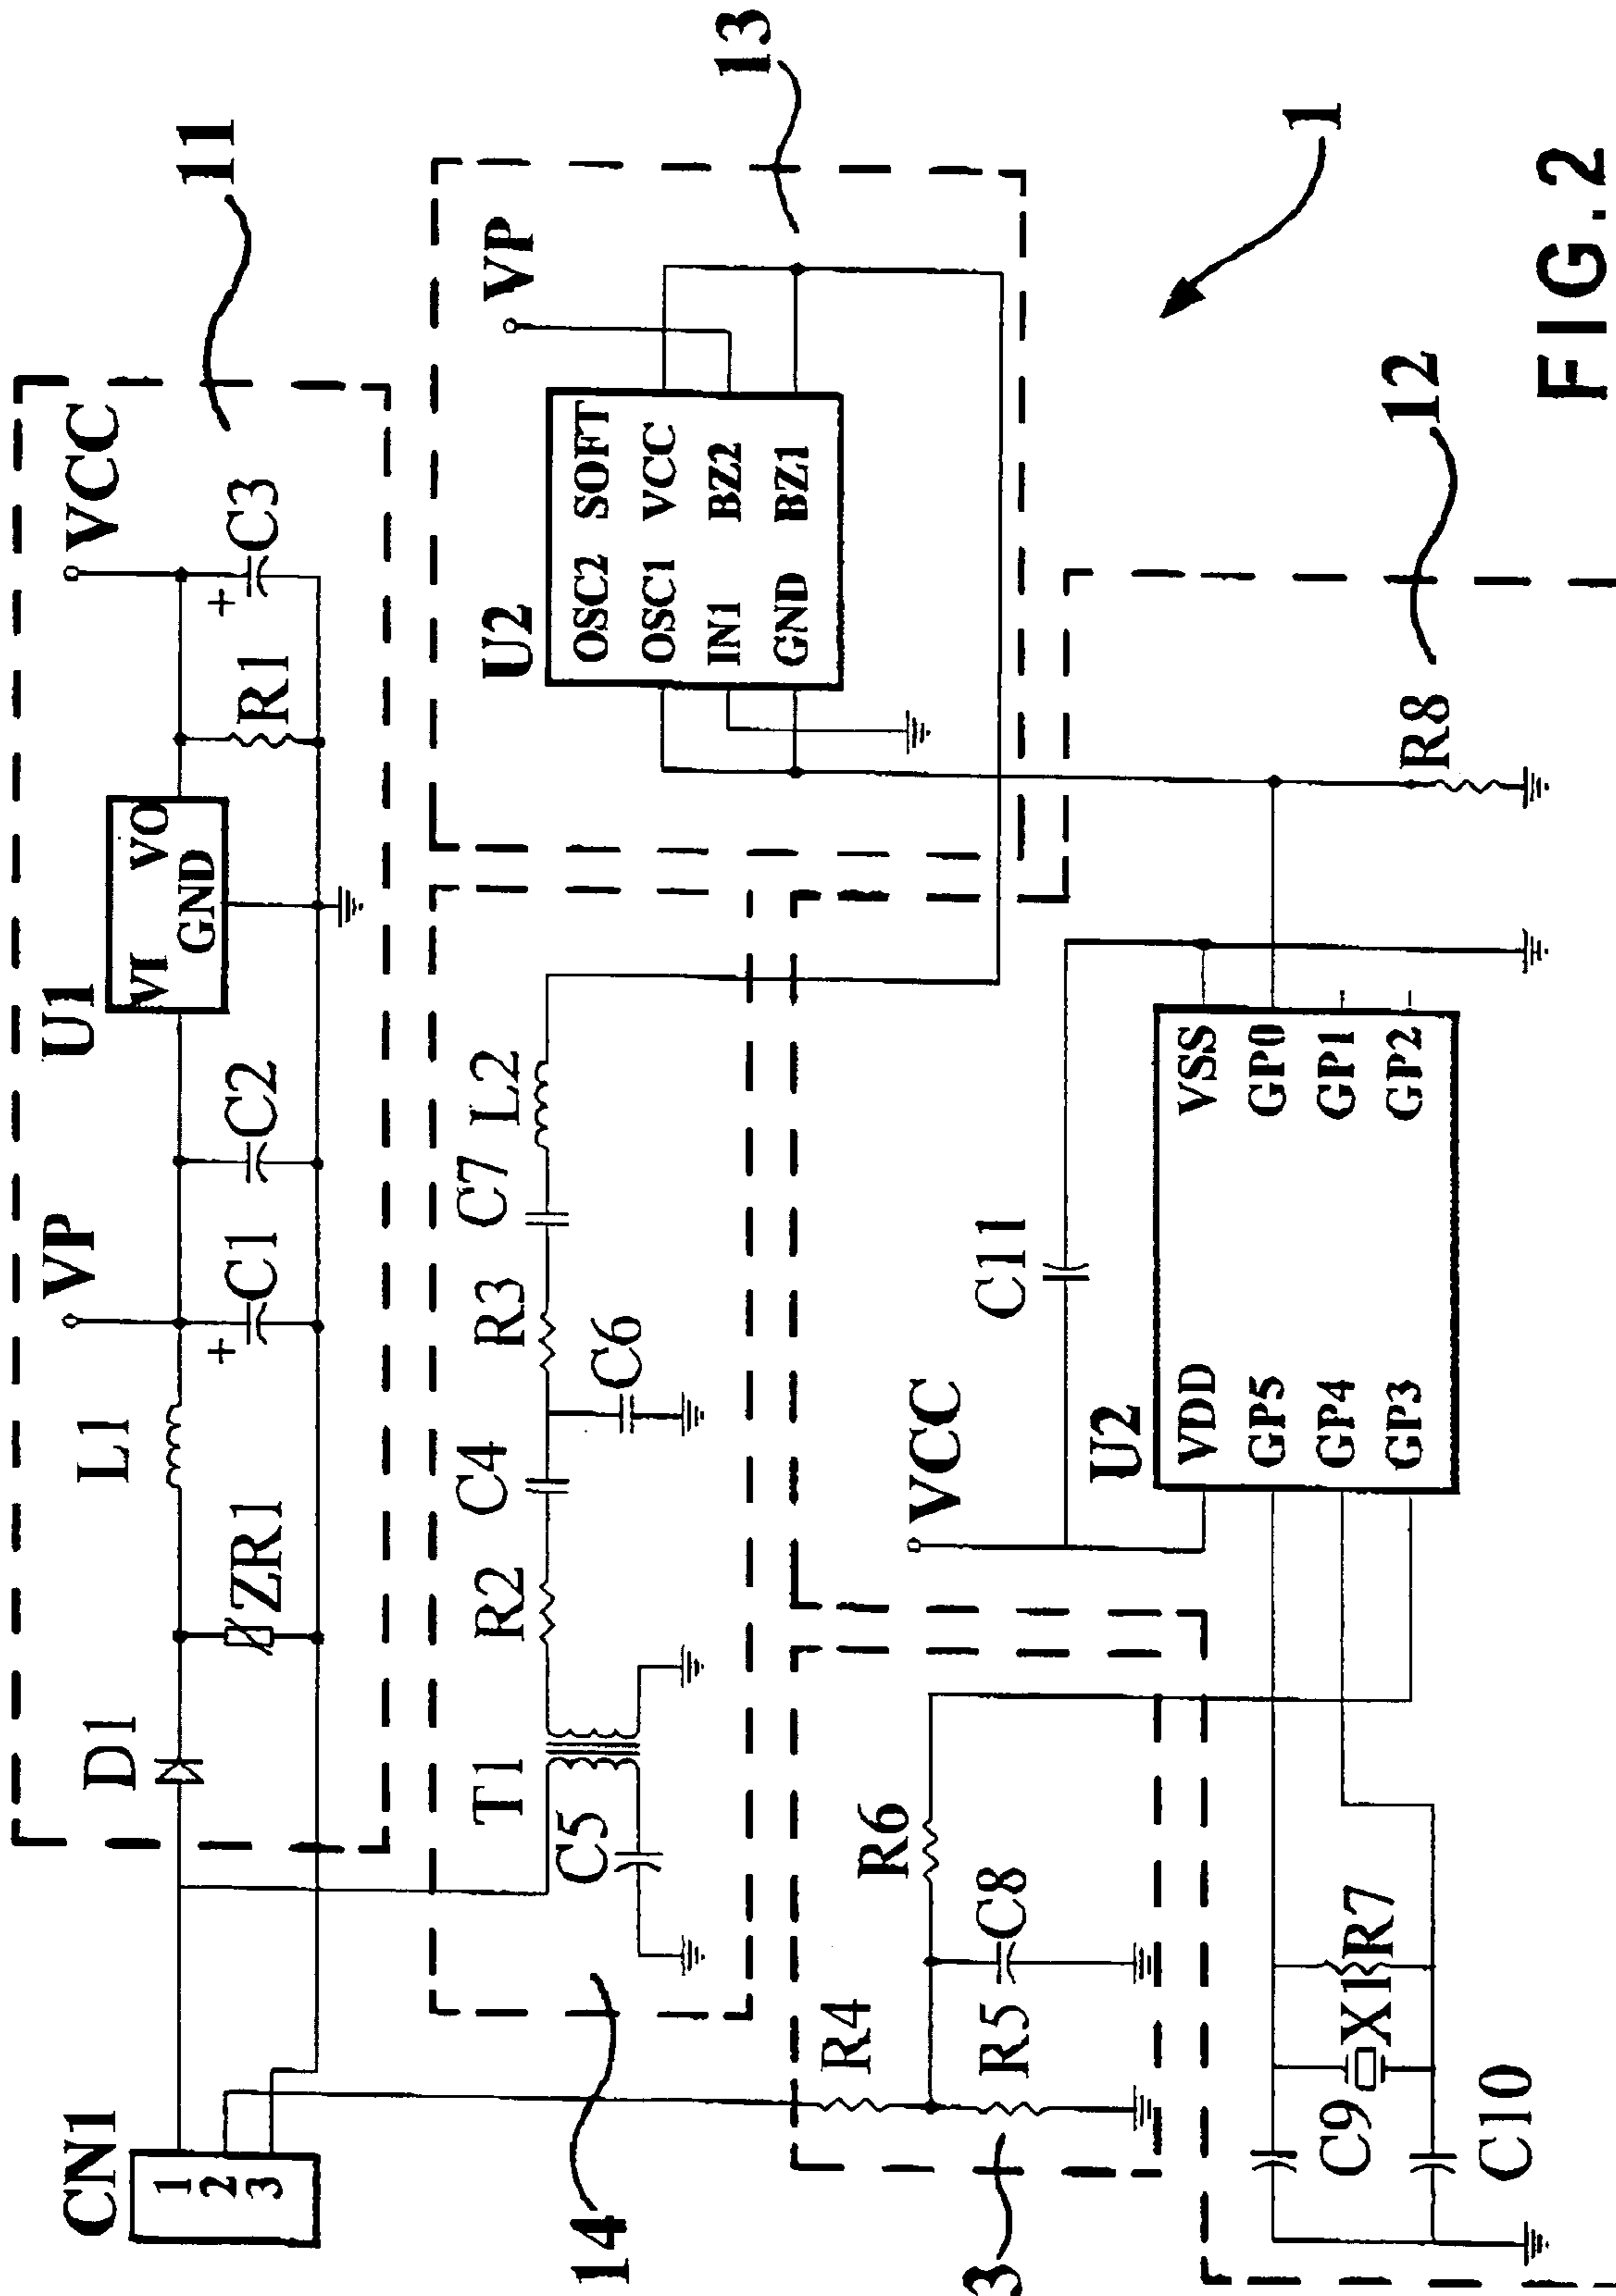 CN1
1
2
3
D1
ZR1
L1
VP
C1
C2
U1
VI VO
GND
R1
VCC
C3
11
14
T1
C5
R2
C4
C6
R3
C7
L2
U2
OSC2 SOFT
OSC1 VCC
IN1 BZ2
GND BZ1
VP
13
3
R4
R5
C8
R6
VCC
C11
U2
VDD VSS
GP5 GP0
GP4 GP1
GP3 GP2
C9
X1
R7
C10
R8
12
1
FIG.2